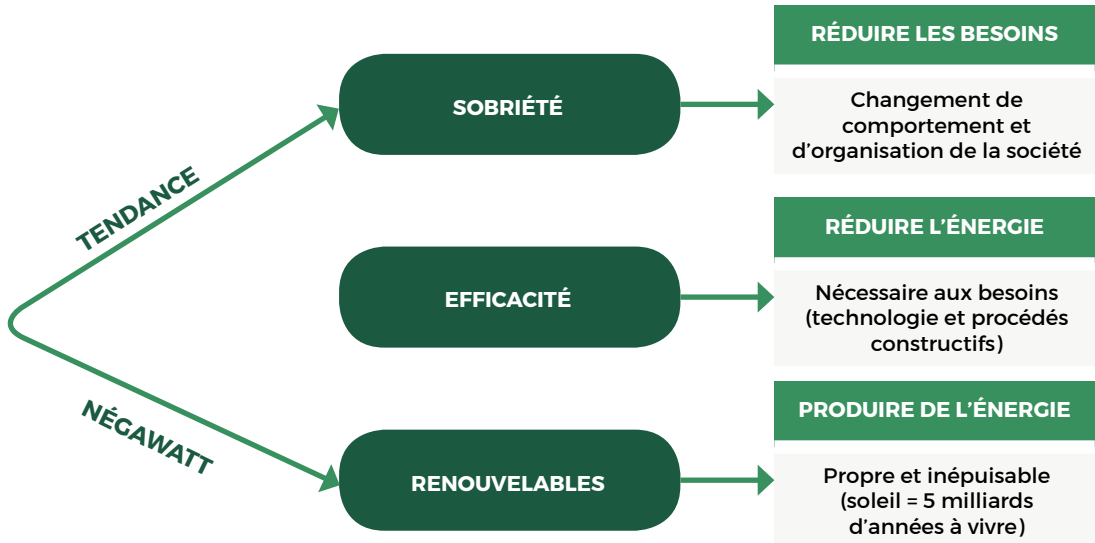 TENDANCE
NÉGAWATT
SOBRIÉTÉ
RÉDUIRE LES BESOINS
Changement de
comportement et
d’organisation de la société
EFFICACITÉ
RÉDUIRE L’ÉNERGIE
Nécessaire aux besoins
(technologie et procédés
constructifs)
RENOUVELABLES
PRODUIRE DE L’ÉNERGIE
Propre et inépuisable
(soleil = 5 milliards
d’années à vivre)